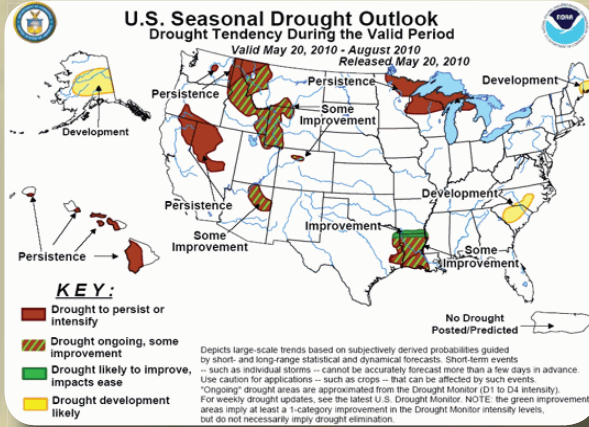 U.S. Seasonal Drought Outlook
Drought Tendency During the Valid Period
Valid May 20, 2010 - August 2010
Released May 20, 2010
NOAA
Development
Persistence
Persistence
Some
Improvement
Development
Persistence
Some
Improvement
Improvement
Development
Some
Improvement
Persistence
No Drought
Posted/Predicted
KEY:
Drought to persist or
intensify
Drought ongoing, some
improvement
Drought likely to improve,
impacts ease
Drought development
likely
Depicts large-scale trends based on subjectively derived probabilities guided
by short- and long-range statistical and dynamical forecasts. Short-term events
-- such as individual storms -- cannot be accurately forecast more than a few days in advance.
Use caution for applications -- such as crops -- that can be affected by such events.
"Ongoing" drought areas are approximated from the Drought Monitor (D1 to D4 intensity).
For weekly drought updates, see the latest U.S. Drought Monitor. NOTE: the green improvement
areas imply at least a 1-category improvement in the Drought Monitor intensity levels,
but do not necessarily imply drought elimination.